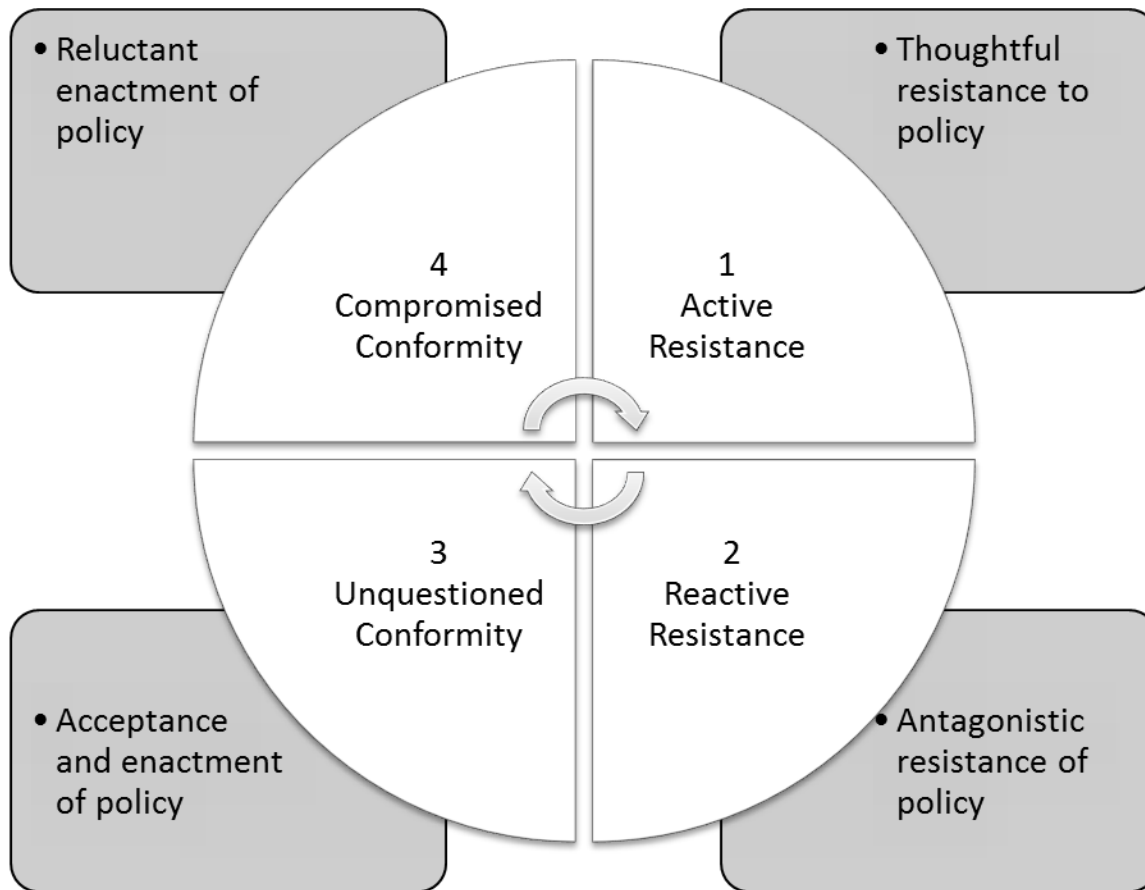 • Reluctant
enactment of
policy
• Thoughtful
resistance to
policy
4
Compromised
Conformity
1
Active
Resistance
3
Unquestioned
Conformity
2
Reactive
Resistance
• Acceptance
and enactment
of policy
• Antagonistic
resistance of
policy